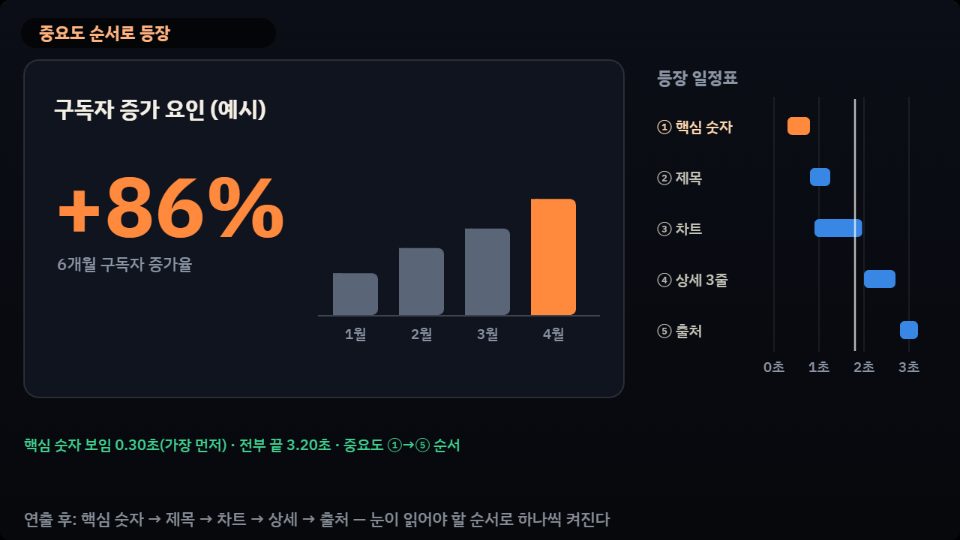 중요도 순서로 등장
구독자 증가 요인 (예시)
+86%
6개월 구독자 증가율
1월 2월 3월 4월
등장 일정표
① 핵심 숫자
② 제목
③ 차트
④ 상세 3줄
⑤ 출처
0초 1초 2초 3초
핵심 숫자 보임 0.30초(가장 먼저) · 전부 끝 3.20초 · 중요도 ①→⑤ 순서
연출 후: 핵심 숫자 → 제목 → 차트 → 상세 → 출처 — 눈이 읽어야 할 순서로 하나씩 켜진다